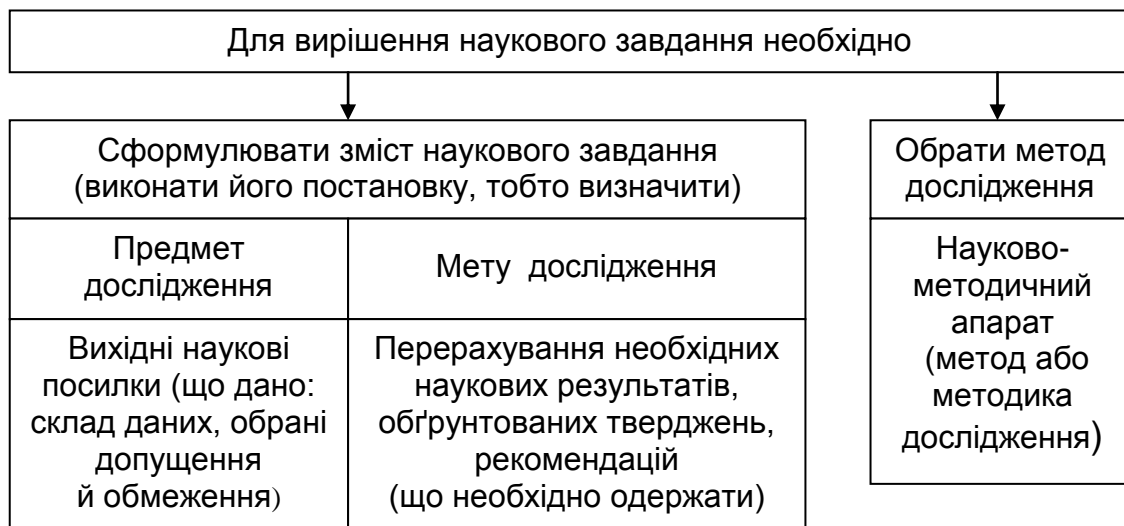 Для вирішення наукового завдання необхідно
Сформулювати зміст наукового завдання
(виконати його постановку, тобто визначити)
Предмет
дослідження
Мету дослідження
Вихідні наукові
посилки (що дано:
склад даних, обрані
допущення
й обмеження)
Перерахування необхідних
наукових результатів,
обґрунтованих тверджень,
рекомендацій
(що необхідно одержати)
Обрати метод
дослідження
Науково-
методичний
апарат
(метод або
методика
дослідження)